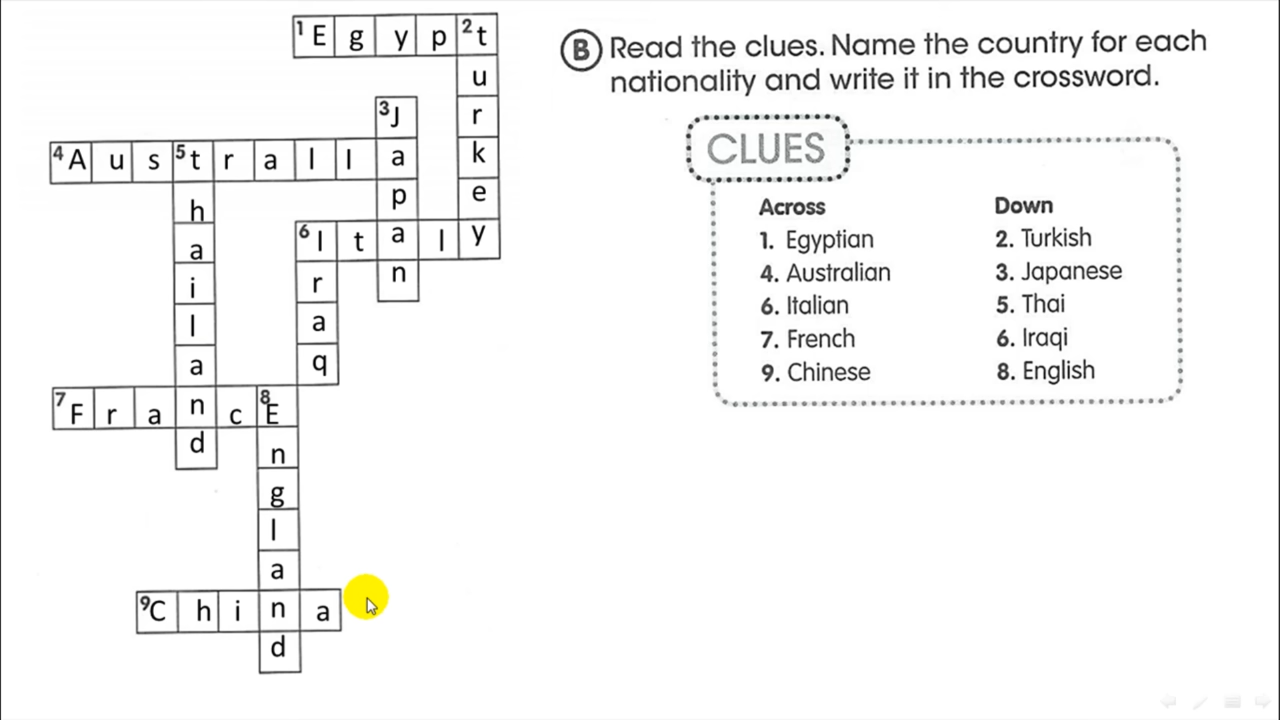 1 E g y p 2 t
u
3 J r
4 A u s 5 t r a l l a k
h p e
a 6 I t a l y
i r n
l a
a q
7 F r a n c 8 E
d n
g
l
a
9 C h i n a
d
B Read the clues. Name the country for each
nationality and write it in the crossword.
CLUES
Across
1. Egyptian
4. Australian
6. Italian
7. French
9. Chinese
Down
2. Turkish
3. Japanese
5. Thai
6. Iraqi
8. English